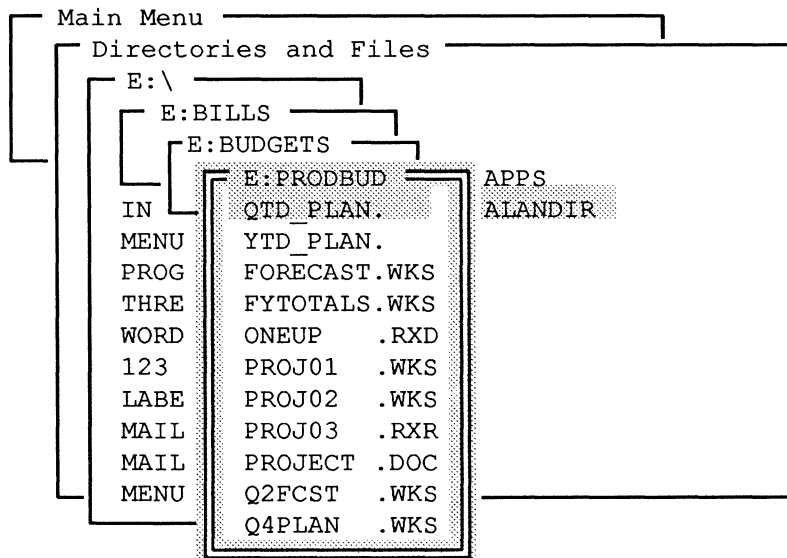 Main Menu
Directories and Files
E:\
E:BILLS
E:BUDGETS
E:PRODBUD APPS
IN QTD_PLAN. ALANDIR
MENU YTD_PLAN.
PROG FORECAST.WKS
THRE FYTOTALS.WKS
WORD ONEUP .RXD
123 PROJ01 .WKS
LABE PROJ02 .WKS
MAIL PROJ03 .RXR
MAIL PROJECT .DOC
MENU Q2FCST .WKS
Q4PLAN .WKS